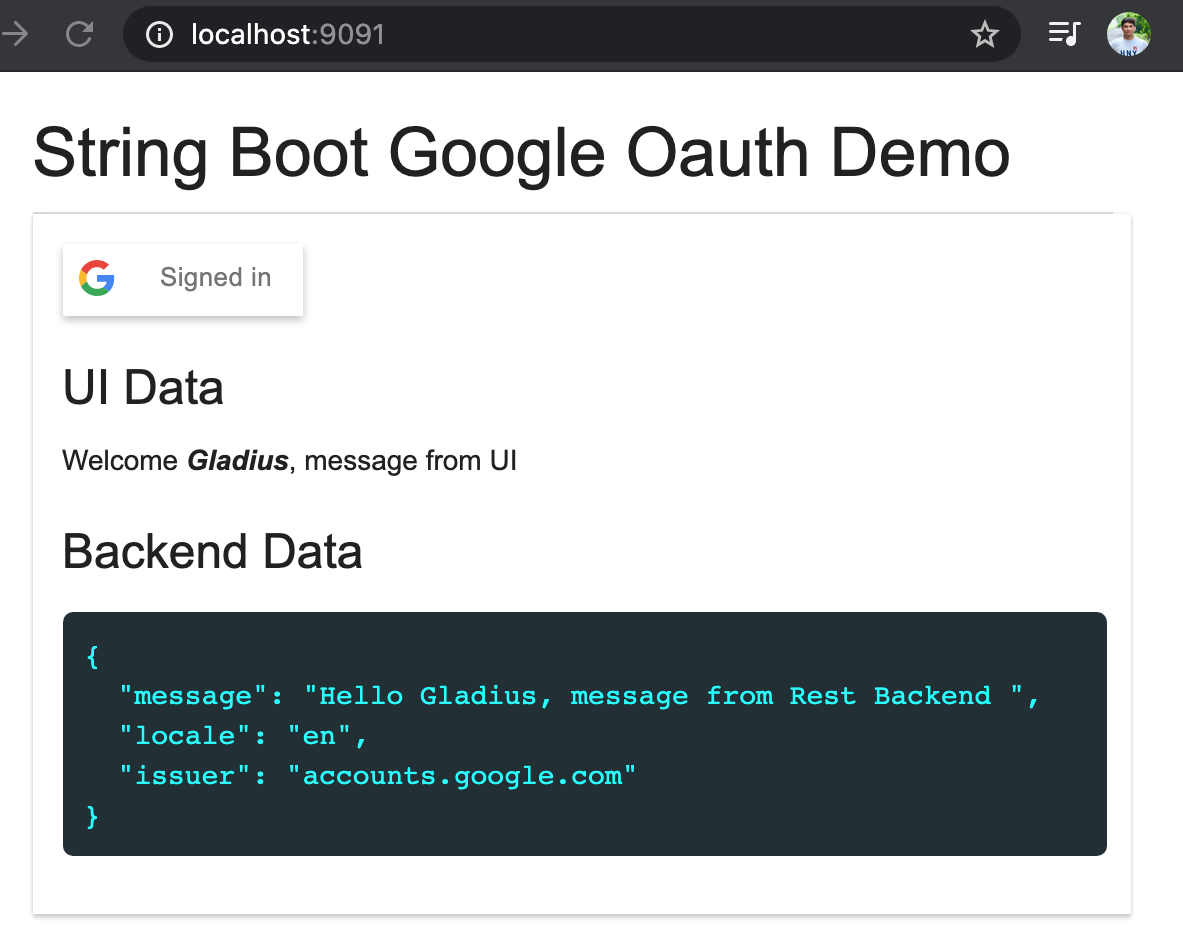 localhost:9091
String Boot Google Oauth Demo
Signed in
UI Data
Welcome Gladius, message from UI
Backend Data
{
"message": "Hello Gladius, message from Rest Backend ",
"locale": "en",
"issuer": "accounts.google.com"
}